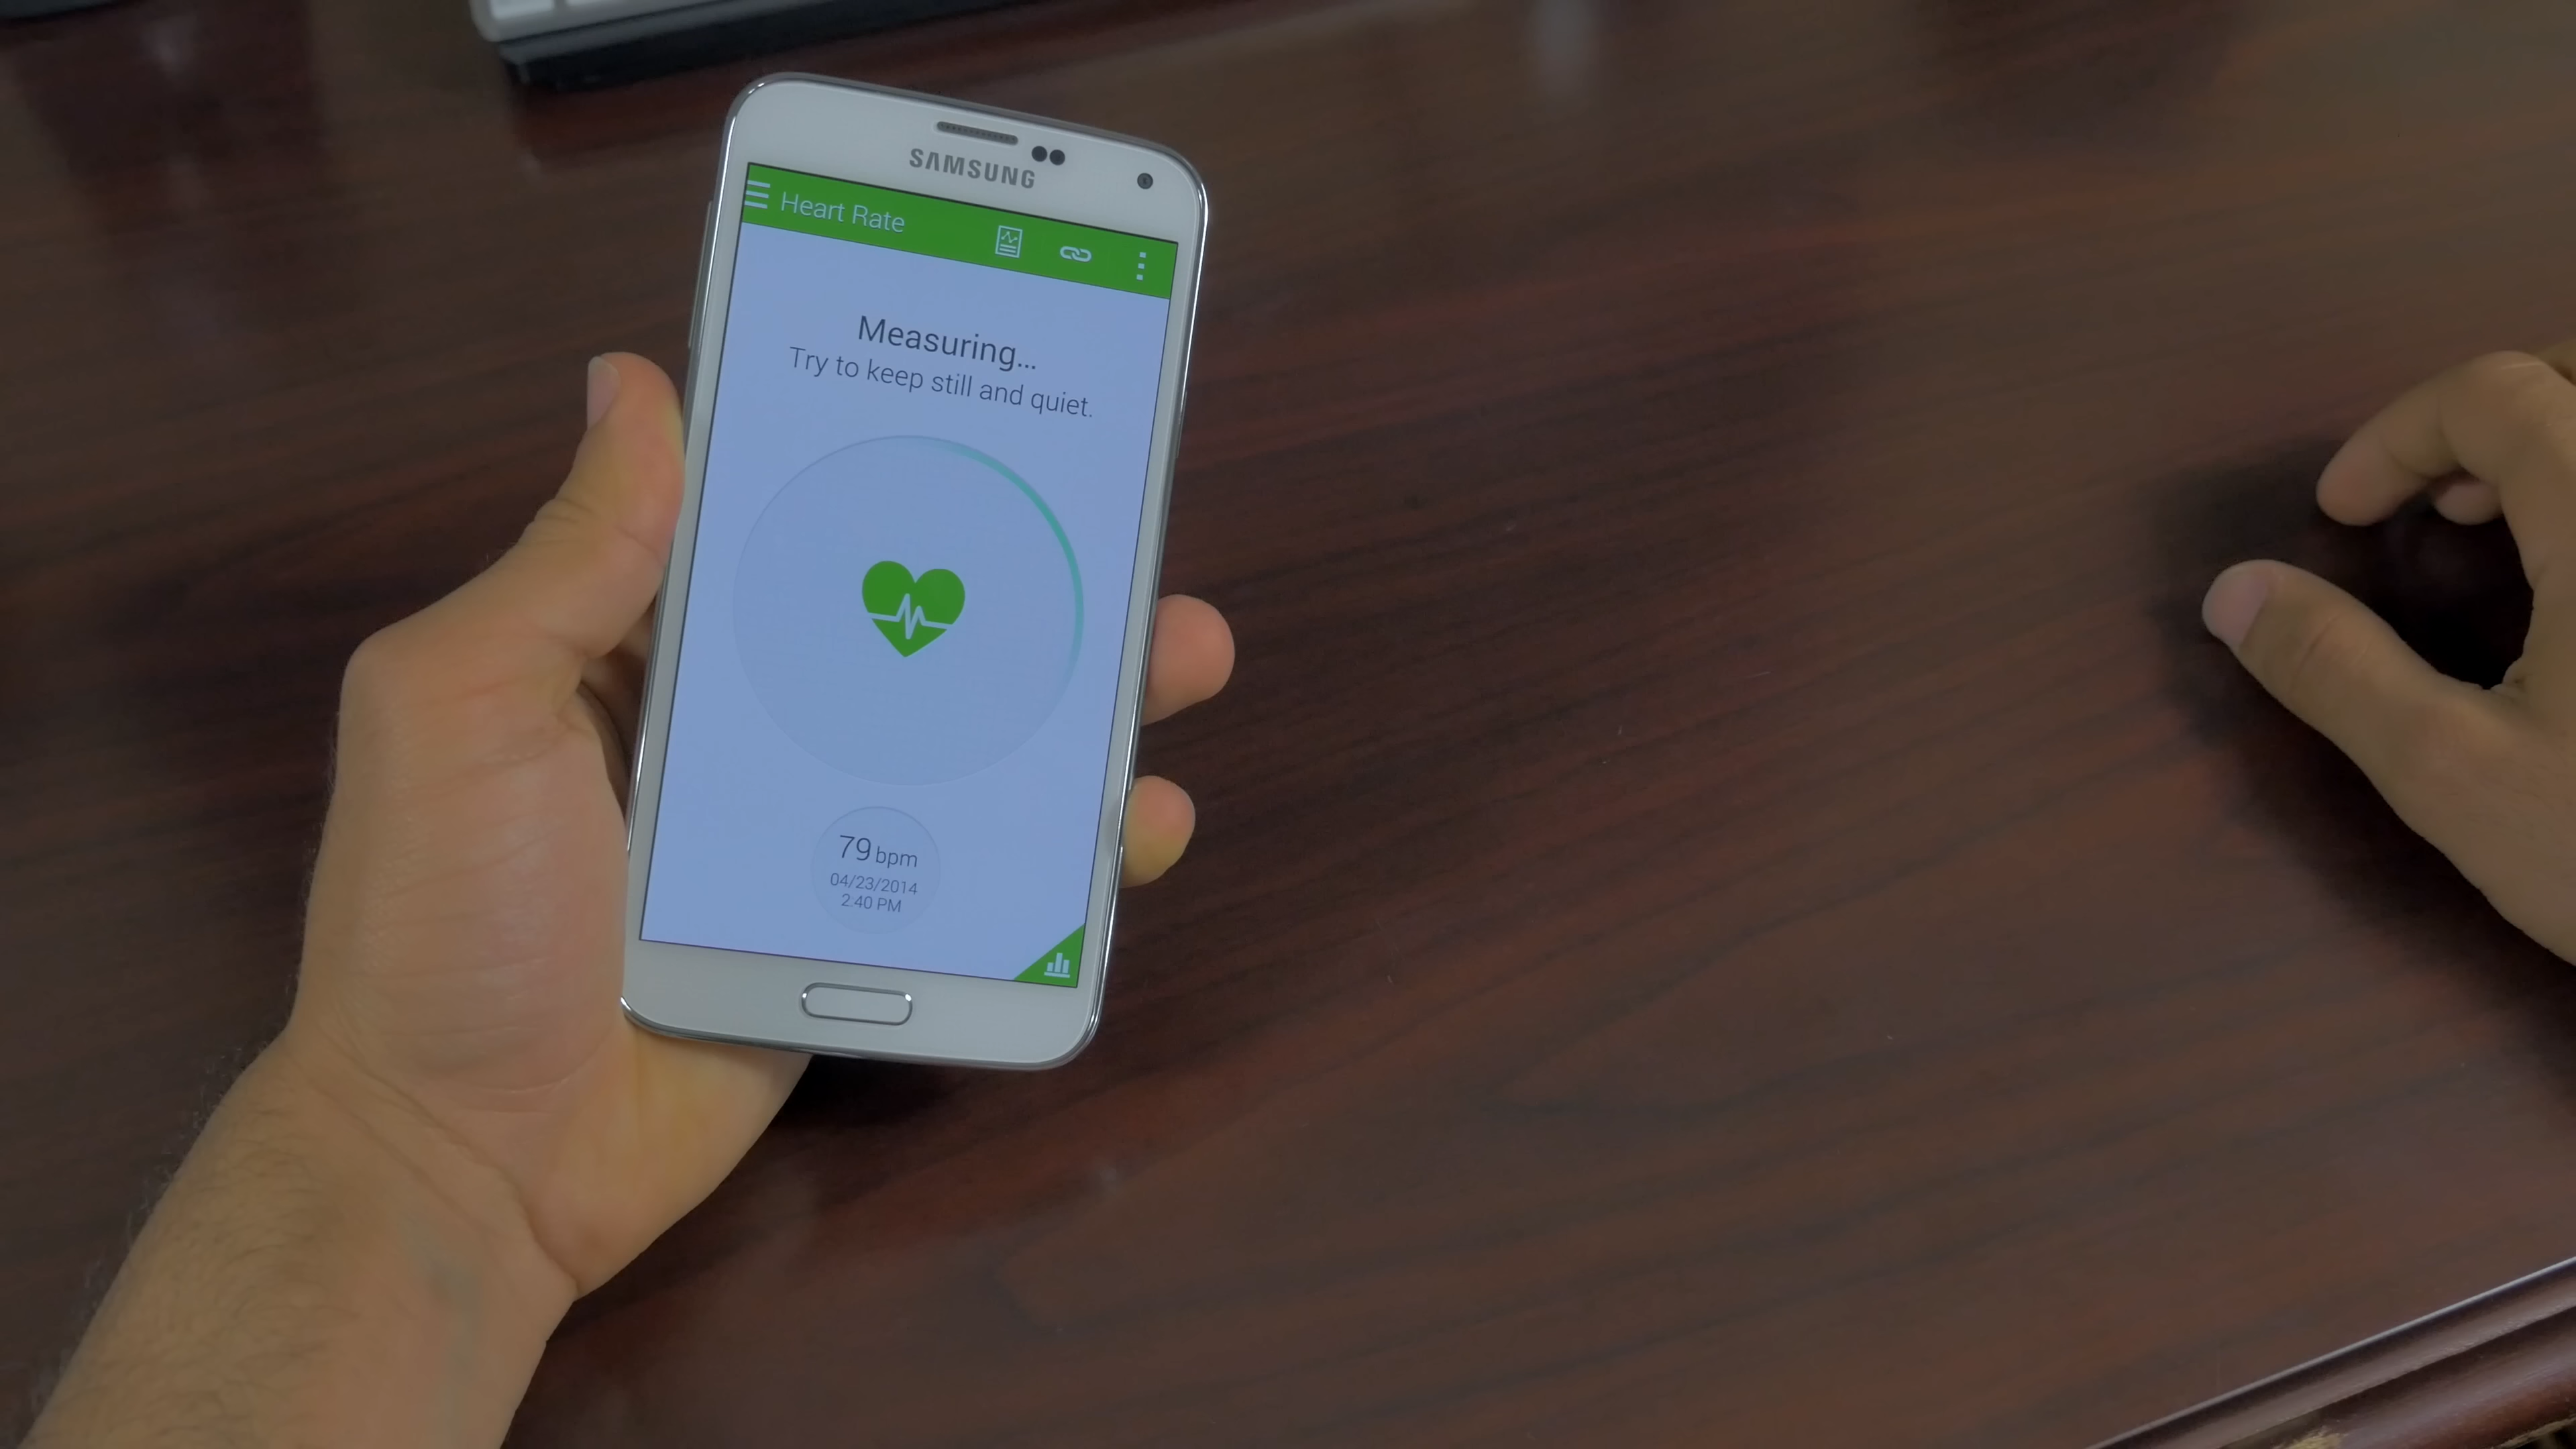 SAMSUNG
Heart Rate
Measuring...
Try to keep still and quiet.
79 bpm
04/23/2014
2:40 PM